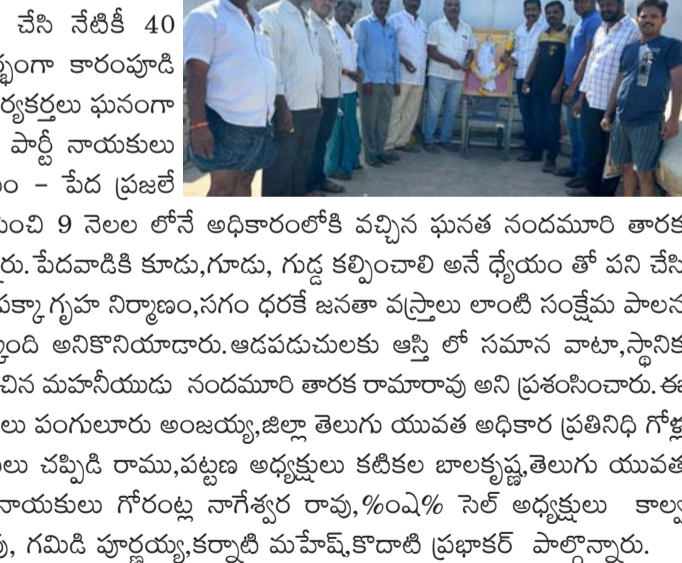 చేసి నేటికీ 40
ర్భంగా కారంపూడి
ర్యకర్తలు ఘనంగా
పార్టీ నాయకులు
ం – పేద ప్రజలే
ంచి 9 నెలల లోనే అధికారంలోకి వచ్చిన ఘనత నందమూరి తారక
రు.పేదవాడికి కూడు,గూడు, గుడ్డ కల్పించాలి అనే ధ్యేయం తో పని చేసి
పక్కా గృహ నిర్మాణం,సగం ధరకే జనతా వస్త్రాలు లాంటి సంక్షేమ పాలన
్కింది అనికొనియాడారు.ఆడపడుచులకు ఆస్తి లో సమాన వాటా,స్థానిక
చిన మహనీయుడు నందమూరి తారక రామారావు అని ప్రశంసించారు.ఈ
లు పంగులూరు అంజయ్య,జిల్లా తెలుగు యువత అధికార ప్రతినిధి గోళ్ల
లు చప్పిడి రాము,పట్టణ అధ్యక్షులు కటికల బాలకృష్ణ,తెలుగు యువత
నాయకులు గోరంట్ల నాగేశ్వర రావు,%ంషి% సెల్ అధ్యక్షులు కాల్వ
వు, గమిడి పూర్ణయ్య,కర్నాటి మహేష్,కొదాటి ప్రభాకర్ పాల్గొన్నారు.